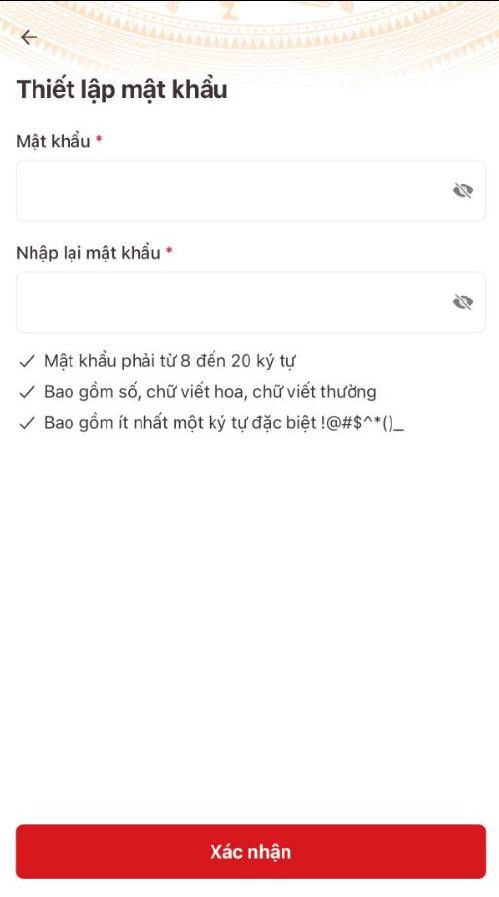 Thiết lập mật khẩu
Mật khẩu *
Nhập lại mật khẩu *
Mật khẩu phải từ 8 đến 20 ký tự
Bao gồm số, chữ viết hoa, chữ viết thường
Bao gồm ít nhất một ký tự đặc biệt !@#$^*()_
Xác nhận